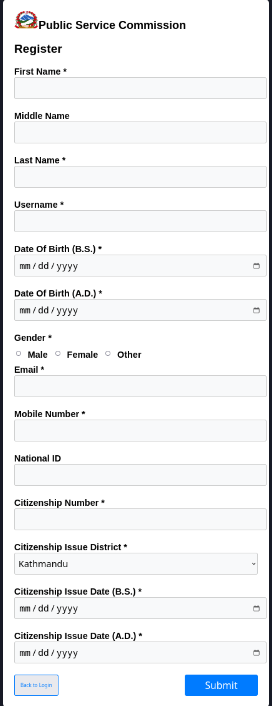 Public Service Commission
Register
First Name *
Middle Name
Last Name *
Username *
Date Of Birth (B.S.) *
mm / dd / yyyy
Date Of Birth (A.D.) *
mm / dd / yyyy
Gender *
Male Female Other
Email *
Mobile Number *
National ID
Citizenship Number *
Citizenship Issue District *
Kathmandu
Citizenship Issue Date (B.S.) *
mm / dd / yyyy
Citizenship Issue Date (A.D.) *
mm / dd / yyyy
Back to Login Submit